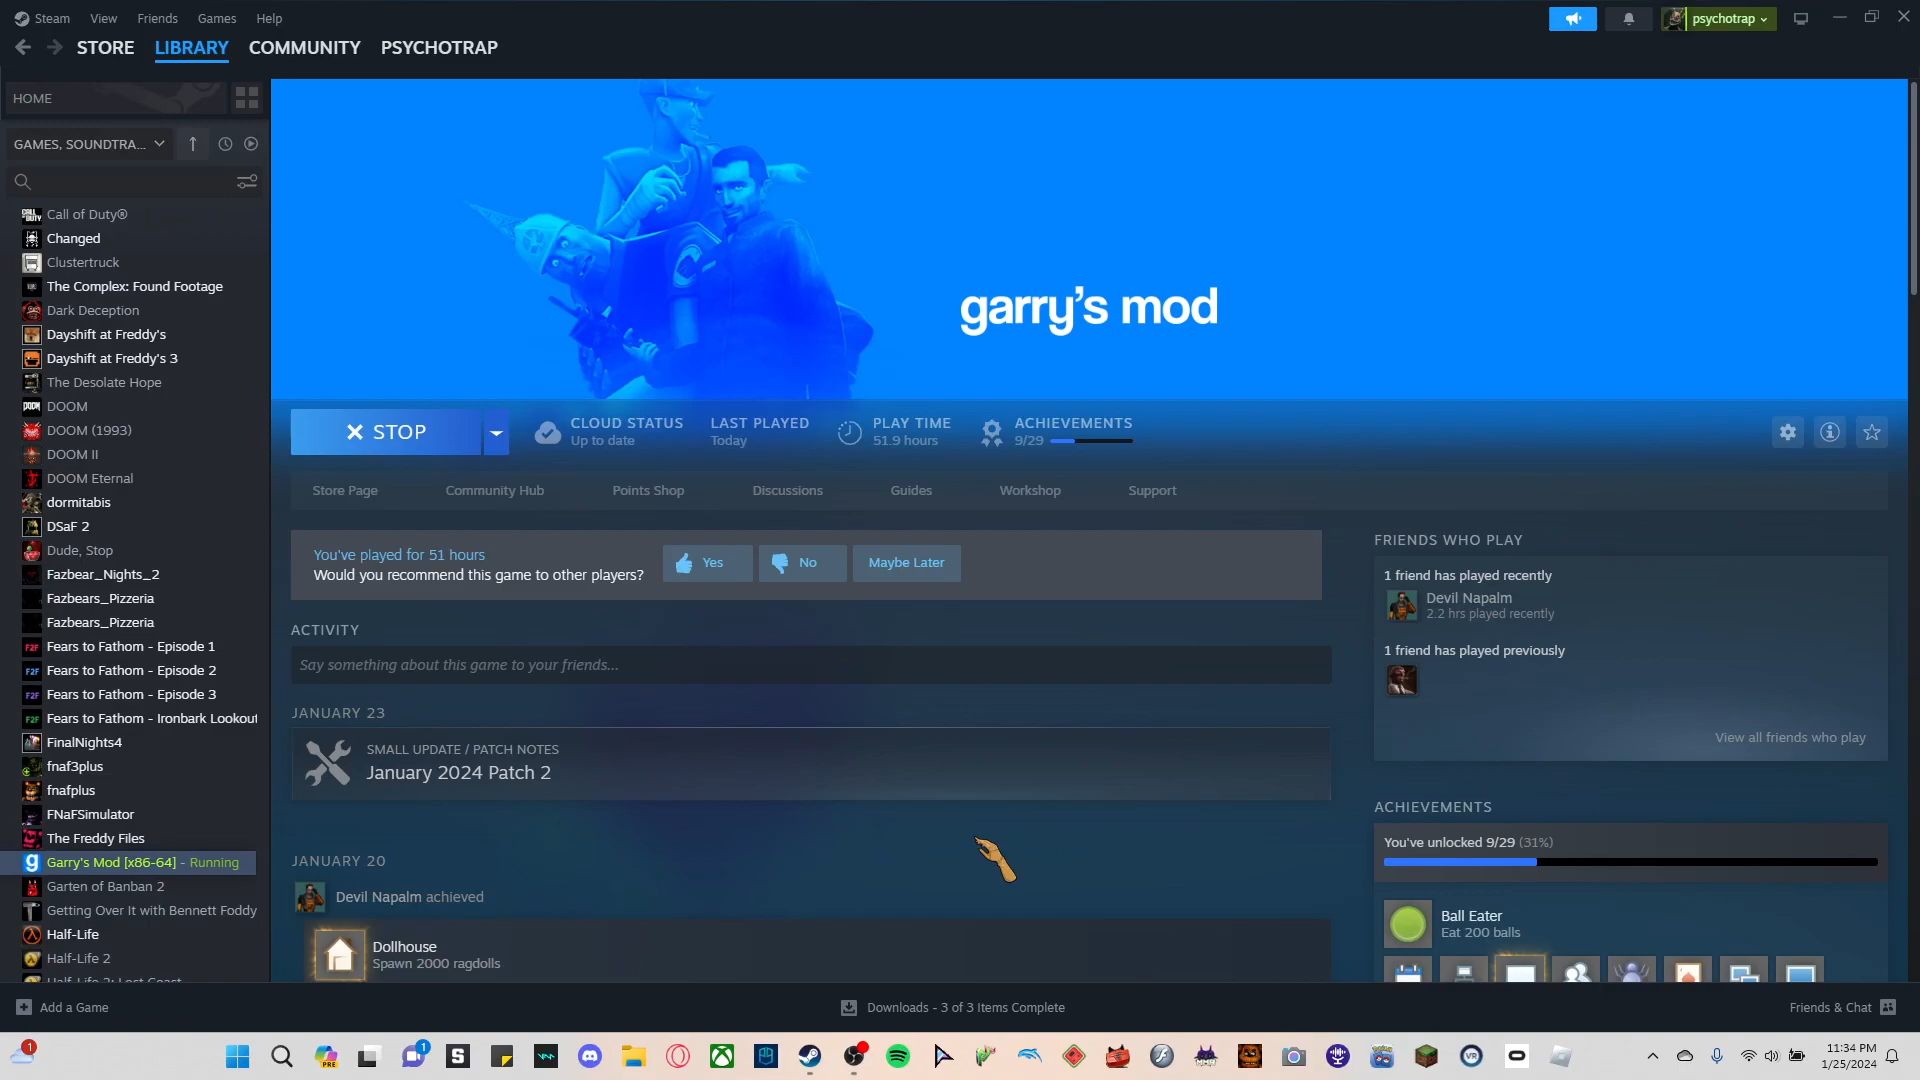 Steam View Friends Games Help
psychotrap
STORE LIBRARY COMMUNITY PSYCHOTRAP
HOME
GAMES, SOUNDTRA...
Call of Duty®
Changed
Clustertruck
The Complex: Found Footage
Dark Deception
Dayshift at Freddy's
Dayshift at Freddy's 3
The Desolate Hope
DOOM
DOOM (1993)
DOOM II
DOOM Eternal
dormitabis
DSaF 2
Dude, Stop
Fazbear_Nights_2
Fazbears_Pizzeria
Fazbears_Pizzeria
Fears to Fathom - Episode 1
Fears to Fathom - Episode 2
Fears to Fathom - Episode 3
Fears to Fathom - Ironbark Lookout
FinalNights4
fnaf3plus
fnafplus
FNaFSimulator
The Freddy Files
Garry's Mod [x86-64] - Running
Garten of Banban 2
Getting Over It with Bennett Foddy
Half-Life
Half-Life 2
Half-Life 2: Lost Coast
garry's mod
STOP
CLOUD STATUS
Up to date
LAST PLAYED
Today
PLAY TIME
51.9 hours
ACHIEVEMENTS
9/29
Store Page Community Hub Points Shop Discussions Guides Workshop Support
You've played for 51 hours
Would you recommend this game to other players?
Yes No Maybe Later
ACTIVITY
Say something about this game to your friends...
JANUARY 23
SMALL UPDATE / PATCH NOTES
January 2024 Patch 2
JANUARY 20
Devil Napalm achieved
Dollhouse
Spawn 2000 ragdolls
FRIENDS WHO PLAY
1 friend has played recently
Devil Napalm
2.2 hrs played recently
1 friend has played previously
View all friends who play
ACHIEVEMENTS
You've unlocked 9/29 (31%)
Ball Eater
Eat 200 balls
Add a Game
Downloads - 3 of 3 Items Complete
Friends & Chat
1
PRE
1
11:34 PM
1/25/2024